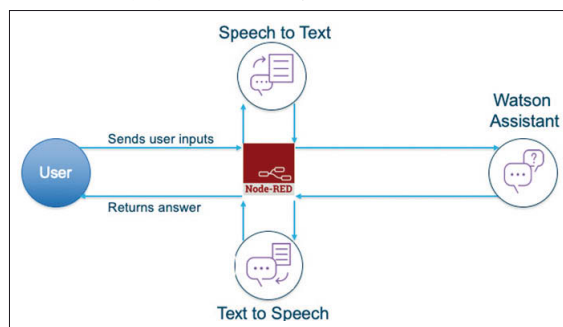 Speech to Text
Watson
Assistant
Sends user inputs
User
?
Node-RED
Returns answer
Text to Speech